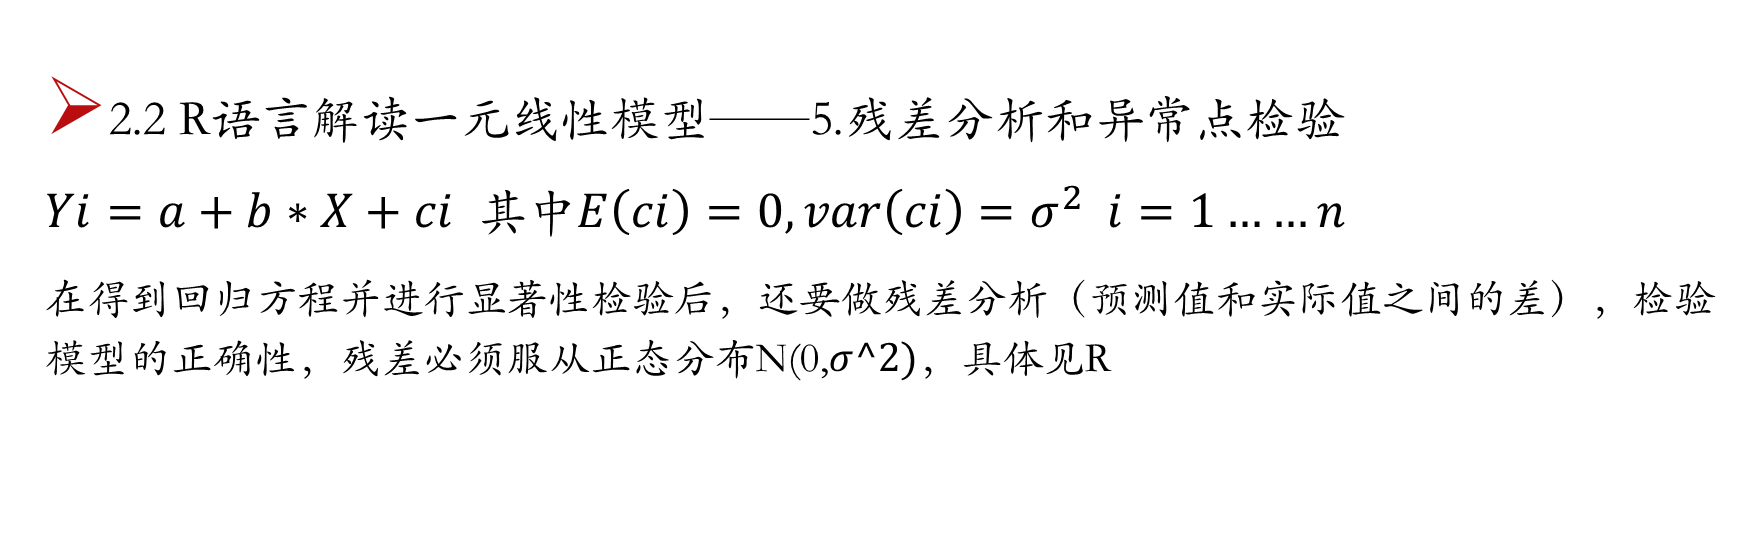 2.2 R语言解读一元线性模型——5.残差分析和异常点检验
Yi = a + b ∗ X + ci 其中E(ci) = 0, var(ci) = σ² i = 1 … … n
在得到回归方程并进行显著性检验后，还要做残差分析（预测值和实际值之间的差），检验
模型的正确性，残差必须服从正态分布N(0,σ^2)，具体见R